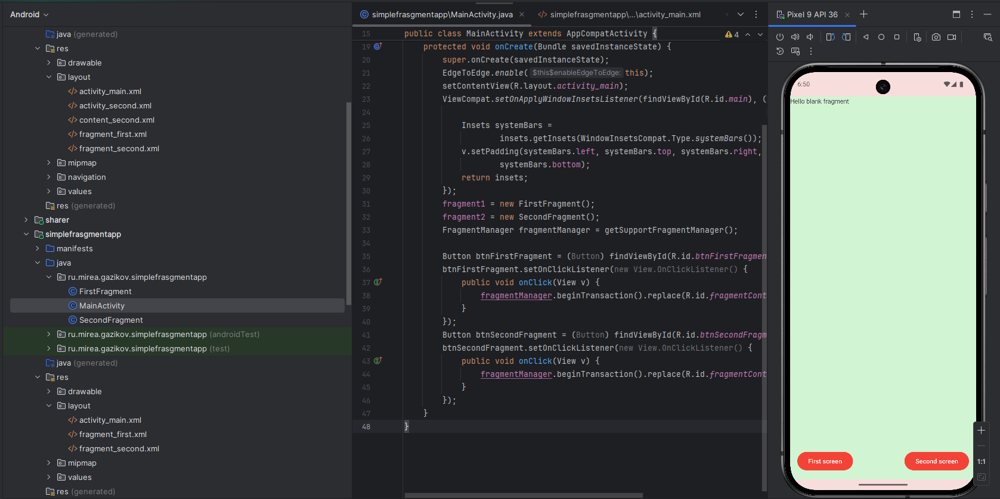 Android
java (generated)
res
drawable
layout
activity_main.xml
activity_second.xml
content_second.xml
fragment_first.xml
fragment_second.xml
mipmap
navigation
values
res (generated)
sharer
simplefrasgmentapp
manifests
java
ru.mirea.gazikov.simplefrasgmentapp
FirstFragment
MainActivity
SecondFragment
ru.mirea.gazikov.simplefrasgmentapp (androidTest)
ru.mirea.gazikov.simplefrasgmentapp (test)
java (generated)
res
drawable
layout
activity_main.xml
fragment_first.xml
fragment_second.xml
mipmap
values
res (generated)
simplefrasgmentapp\MainActivity.java
simplefrasgmentapp\...\activity_main.xml
4
15 public class MainActivity extends AppCompatActivity {
19 protected void onCreate(Bundle savedInstanceState) {
20 super.onCreate(savedInstanceState);
21 EdgeToEdge.enable( $this$enableEdgeToEdge: this);
22 setContentView(R.layout.activity_main);
23 ViewCompat.setOnApplyWindowInsetsListener(findViewById(R.id.main), (
24
25 Insets systemBars =
26 insets.getInsets(WindowInsetsCompat.Type.systemBars());
27 v.setPadding(systemBars.left, systemBars.top, systemBars.right,
28 systemBars.bottom);
29 return insets;
30 });
31 fragment1 = new FirstFragment();
32 fragment2 = new SecondFragment();
33 FragmentManager fragmentManager = getSupportFragmentManager();
34
35 Button btnFirstFragment = (Button) findViewById(R.id.btnFirstFragmen
36 btnFirstFragment.setOnClickListener(new View.OnClickListener() {
37 public void onClick(View v) {
38 fragmentManager.beginTransaction().replace(R.id.fragmentCont
39 }
40 });
41 Button btnSecondFragment = (Button) findViewById(R.id.btnSecondFragm
42 btnSecondFragment.setOnClickListener(new View.OnClickListener() {
43 public void onClick(View v) {
44 fragmentManager.beginTransaction().replace(R.id.fragmentCont
45 }
46 });
47 }
48 }
Pixel 9 API 36
6:50
Hello blank fragment
First screen
Second screen
1:1